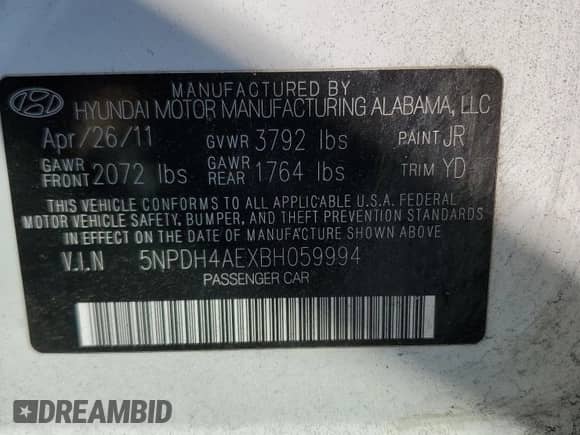 MANUFACTURED BY
HYUNDAI MOTOR MANUFACTURING ALABAMA, LLC
Apr/26/11 GVWR 3792 lbs PAINT JR
GAWR FRONT 2072 lbs GAWR REAR 1764 lbs TRIM YD
THIS VEHICLE CONFORMS TO ALL APPLICABLE U.S.A. FEDERAL
MOTOR VEHICLE SAFETY, BUMPER, AND THEFT PREVENTION STANDARDS
IN EFFECT ON THE DATE OF MANUFACTURE SHOWN ABOVE.
V.I.N 5NPDH4AEXBH059994
PASSENGER CAR
DREAMBID